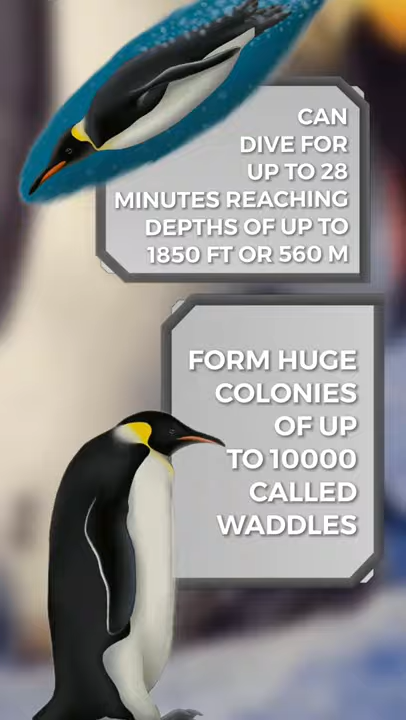 CAN
DIVE FOR
UP TO 28
MINUTES REACHING
DEPTHS OF UP TO
1850 FT OR 560 M
FORM HUGE
COLONIES
OF UP
TO 10000
CALLED
WADDLES